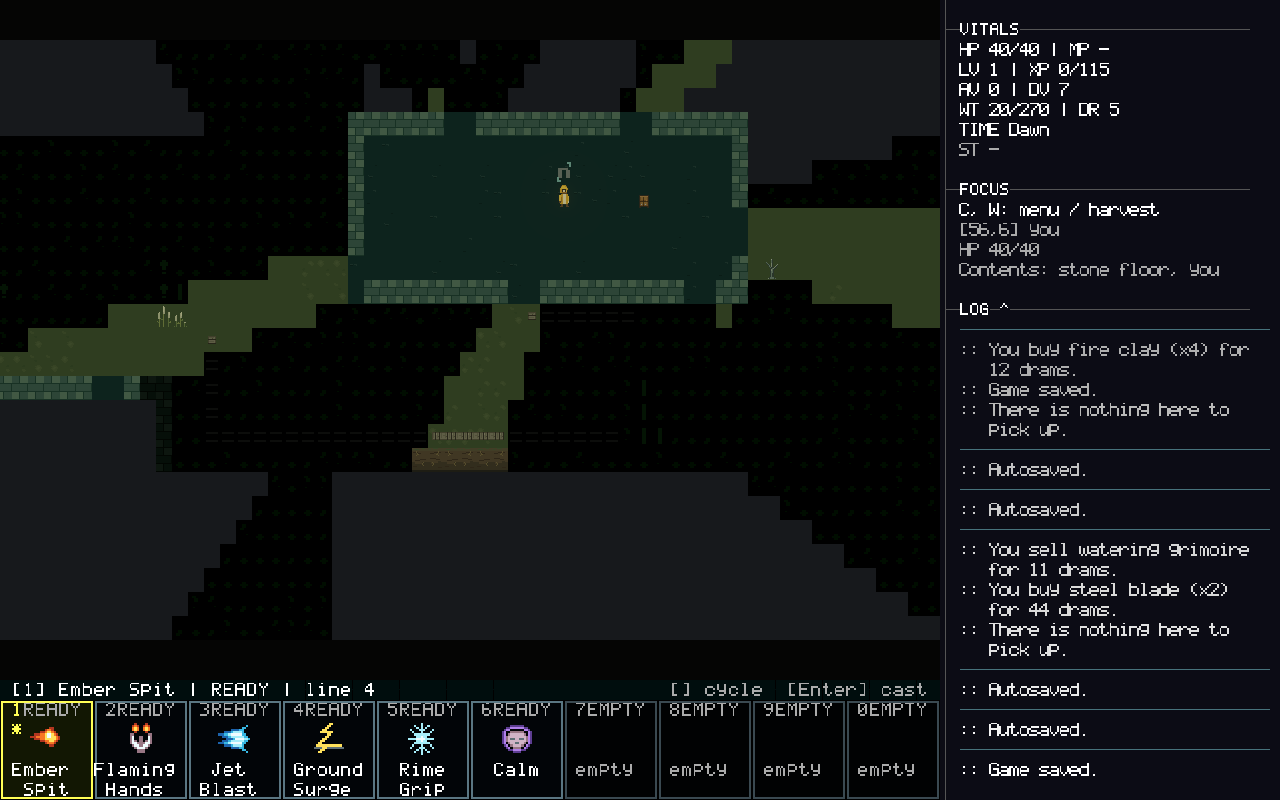 VITALS
HP 40/40 | MP -
LV 1 | XP 0/115
AV 0 | DV 7
WT 20/270 | DR 5
TIME Dawn
ST -
FOCUS
C, W: menu / harvest
[56,6] you
HP 40/40
Contents: stone floor, you
LOG ^
:: You buy fire clay (x4) for
12 drams.
:: Game saved.
:: There is nothing here to
pick up.
:: Autosaved.
:: Autosaved.
:: You sell watering grimoire
for 11 drams.
:: You buy steel blade (x2)
for 44 drams.
:: There is nothing here to
pick up.
:: Autosaved.
:: Autosaved.
:: Game saved.
n
[1] Ember Spit | READY | line 4
[] cycle [Enter] cast
1READY 2READY 3READY 4READY 5READY 6READY 7EMPTY 8EMPTY 9EMPTY 0EMPTY
*
Ember Spit
Flaming Hands
Jet Blast
Ground Surge
Rime Grip
Calm
empty
empty
empty
empty